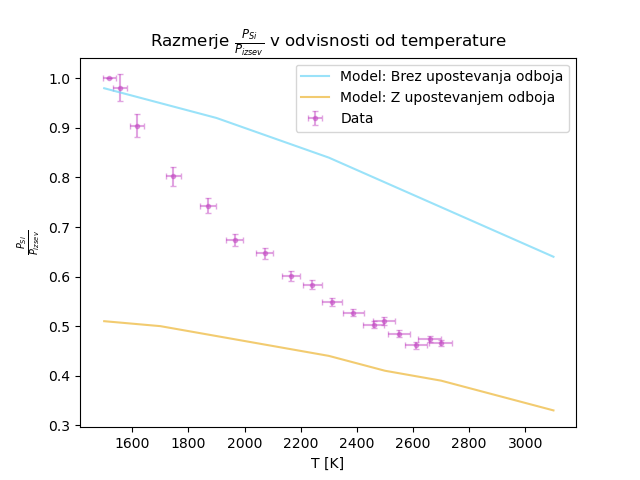 Razmerje P_Si/P_izsev v odvisnosti od temperature
Model: Brez upostevanja odboja
Model: Z upostevanjem odboja
Data
1.0
0.9
0.8
0.7
0.6
0.5
0.4
0.3
P_Si/P_izsev
1600 1800 2000 2200 2400 2600 2800 3000
T [K]